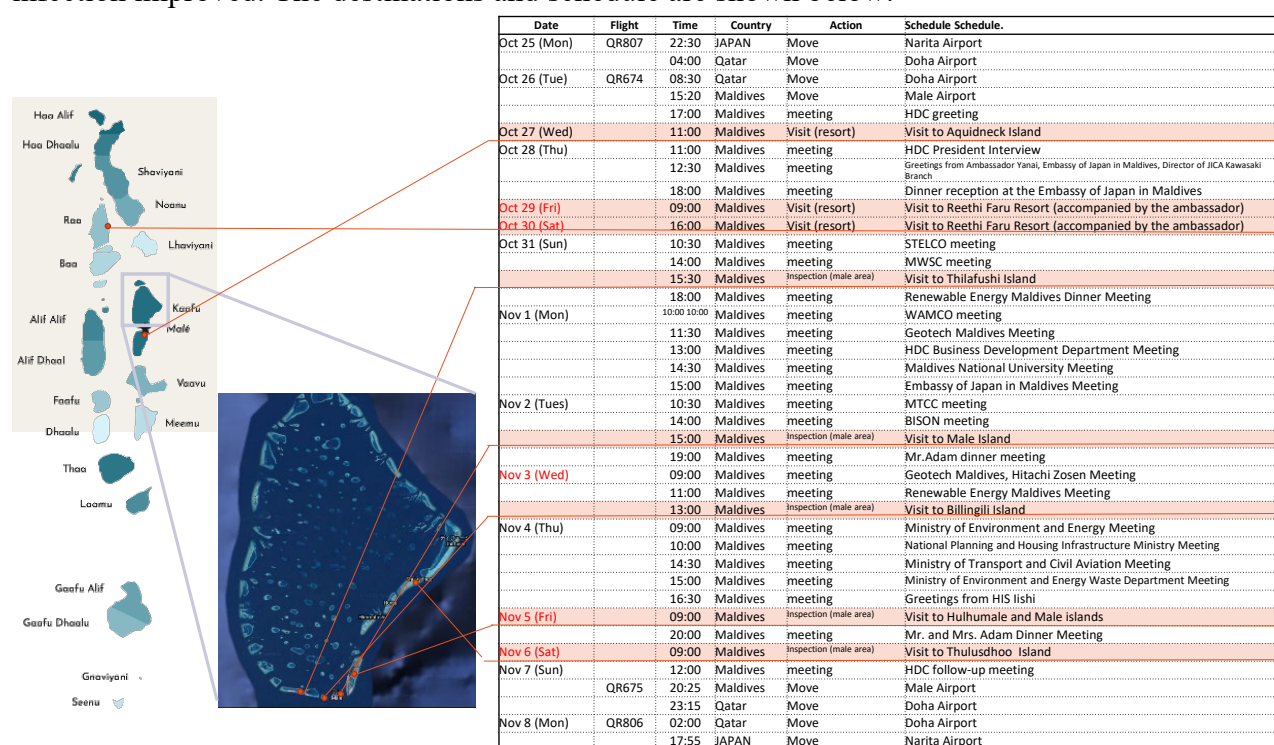 infection improved. The destinations and schedule are shown below.
Date Flight Time Country Action Schedule Schedule.
Oct 25 (Mon) QR807 22:30 JAPAN Move Narita Airport
04:00 Qatar Move Doha Airport
Oct 26 (Tue) QR674 08:30 Qatar Move Doha Airport
15:20 Maldives Move Male Airport
17:00 Maldives meeting HDC greeting
Oct 27 (Wed) 11:00 Maldives Visit (resort) Visit to Aquidneck Island
Oct 28 (Thu) 11:00 Maldives meeting HDC President Interview
12:30 Maldives meeting Greetings from Ambassador Yanai, Embassy of Japan in Maldives, Director of JICA Kawasaki
Branch
18:00 Maldives meeting Dinner reception at the Embassy of Japan in Maldives
Oct 29 (Fri) 09:00 Maldives Visit (resort) Visit to Reethi Faru Resort (accompanied by the ambassador)
Oct 30 (Sat) 16:00 Maldives Visit (resort) Visit to Reethi Faru Resort (accompanied by the ambassador)
Oct 31 (Sun) 10:30 Maldives meeting STELCO meeting
14:00 Maldives meeting MWSC meeting
15:30 Maldives Inspection (male area) Visit to Thilafushi Island
18:00 Maldives meeting Renewable Energy Maldives Dinner Meeting
Nov 1 (Mon) 10:00 10:00 Maldives meeting WAMCO meeting
11:30 Maldives meeting Geotech Maldives Meeting
13:00 Maldives meeting HDC Business Development Department Meeting
14:30 Maldives meeting Maldives National University Meeting
15:00 Maldives meeting Embassy of Japan in Maldives Meeting
Nov 2 (Tues) 10:30 Maldives meeting MTCC meeting
14:00 Maldives meeting BISON meeting
15:00 Maldives Inspection (male area) Visit to Male Island
19:00 Maldives meeting Mr.Adam dinner meeting
Nov 3 (Wed) 09:00 Maldives meeting Geotech Maldives, Hitachi Zosen Meeting
11:00 Maldives meeting Renewable Energy Maldives Meeting
13:00 Maldives Inspection (male area) Visit to Billingili Island
Nov 4 (Thu) 09:00 Maldives meeting Ministry of Environment and Energy Meeting
10:00 Maldives meeting National Planning and Housing Infrastructure Ministry Meeting
14:30 Maldives meeting Ministry of Transport and Civil Aviation Meeting
15:00 Maldives meeting Ministry of Environment and Energy Waste Department Meeting
16:30 Maldives meeting Greetings from HIS Iishi
Nov 5 (Fri) 09:00 Maldives Inspection (male area) Visit to Hulhumale and Male islands
20:00 Maldives meeting Mr. and Mrs. Adam Dinner Meeting
Nov 6 (Sat) 09:00 Maldives Inspection (male area) Visit to Thulusdhoo Island
Nov 7 (Sun) 12:00 Maldives meeting HDC follow-up meeting
QR675 20:25 Maldives Move Male Airport
23:15 Qatar Move Doha Airport
Nov 8 (Mon) QR806 02:00 Qatar Move Doha Airport
17:55 JAPAN Move Narita Airport
Haa Alif
Haa Dhaalu
Shaviyani
Noanu
Raa
Lhaviyani
Baa
Kaafu
Alif Alif
Malé
Alif Dhaal
Vaavu
Faafu
Meemu
Dhaalu
Thaa
Laamu
Gaafu Alif
Gaafu Dhaalu
Gnaviyani
Seenu